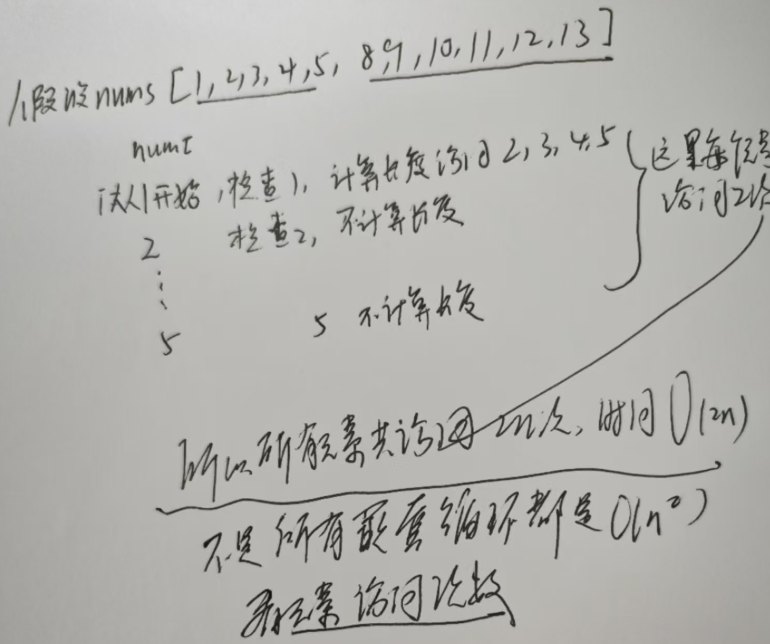 假设nums [1,2,3,4,5, 8,9,10,11,12,13]
nums
从1开始,检查1,计算长度访问2,3,4,5
这里每个元素
访问2次
2 检查2,不计算长度
⋮
5 5 不计算长度
所以所有元素共访问2n次,时间O(2n)
不是所有嵌套循环都是O(n²)
看元素访问次数